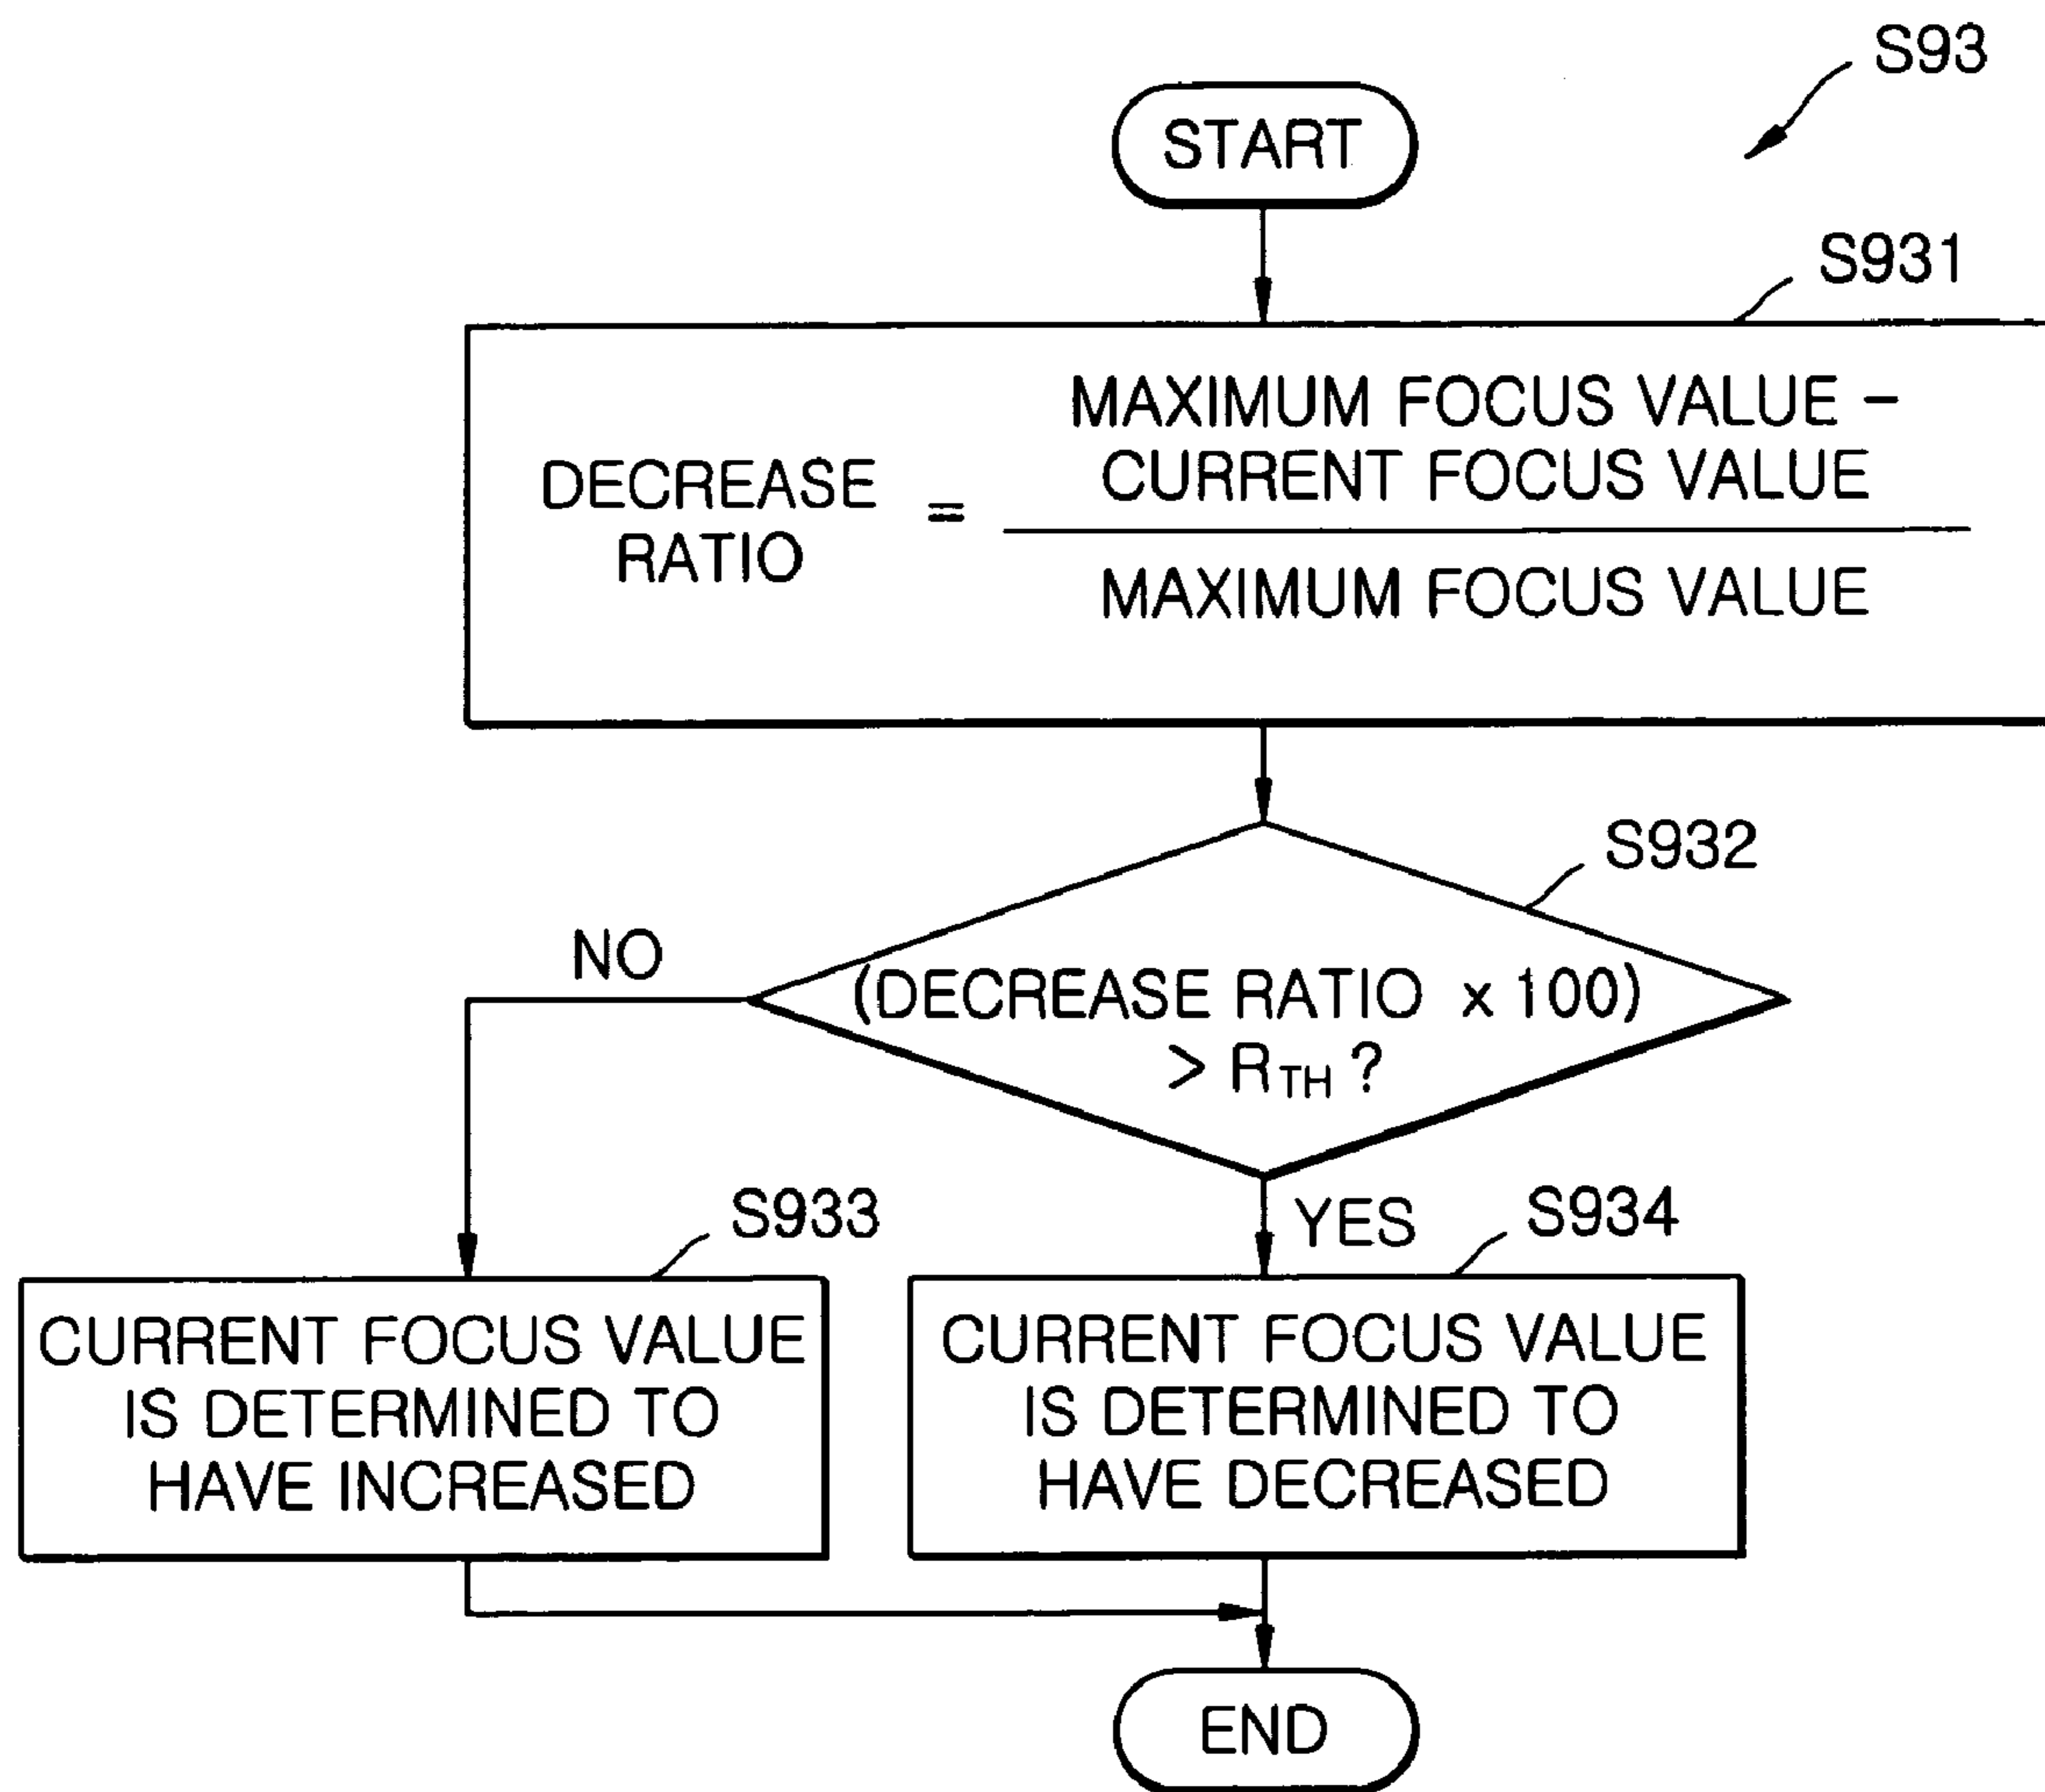 S93
START
S931
MAXIMUM FOCUS VALUE –
CURRENT FOCUS VALUE
DECREASE
RATIO
=
MAXIMUM FOCUS VALUE
S932
NO
(DECREASE RATIO x 100)
> RTH ?
S933
YES
S934
CURRENT FOCUS VALUE
IS DETERMINED TO
HAVE INCREASED
CURRENT FOCUS VALUE
IS DETERMINED TO
HAVE DECREASED
END